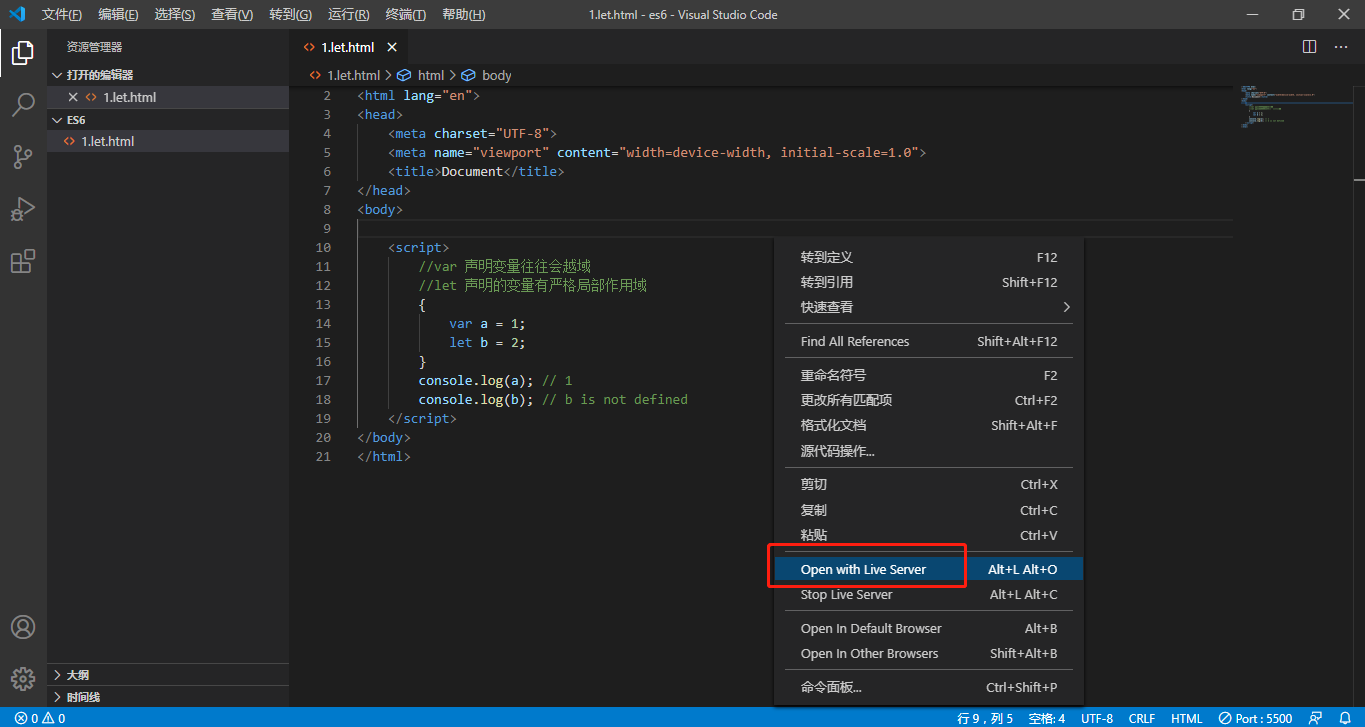 文件(F) 编辑(E) 选择(S) 查看(V) 转到(G) 运行(R) 终端(T) 帮助(H) 1.let.html - es6 - Visual Studio Code
资源管理器
打开的编辑器
1.let.html
ES6
1.let.html
大纲
时间线
1.let.html
1.let.html > html > body
2 <html lang="en">
3 <head>
4 <meta charset="UTF-8">
5 <meta name="viewport" content="width=device-width, initial-scale=1.0">
6 <title>Document</title>
7 </head>
8 <body>
9
10 <script>
11 //var 声明变量往往会越域
12 //let 声明的变量有严格局部作用域
13 {
14 var a = 1;
15 let b = 2;
16 }
17 console.log(a); // 1
18 console.log(b); // b is not defined
19 </script>
20 </body>
21 </html>
转到定义 F12
转到引用 Shift+F12
快速查看
Find All References Shift+Alt+F12
重命名符号 F2
更改所有匹配项 Ctrl+F2
格式化文档 Shift+Alt+F
源代码操作...
剪切 Ctrl+X
复制 Ctrl+C
粘贴 Ctrl+V
Open with Live Server Alt+L Alt+O
Stop Live Server Alt+L Alt+C
Open In Default Browser Alt+B
Open In Other Browsers Shift+Alt+B
命令面板... Ctrl+Shift+P
0 0 行 9，列 5 空格: 4 UTF-8 CRLF HTML Port : 5500